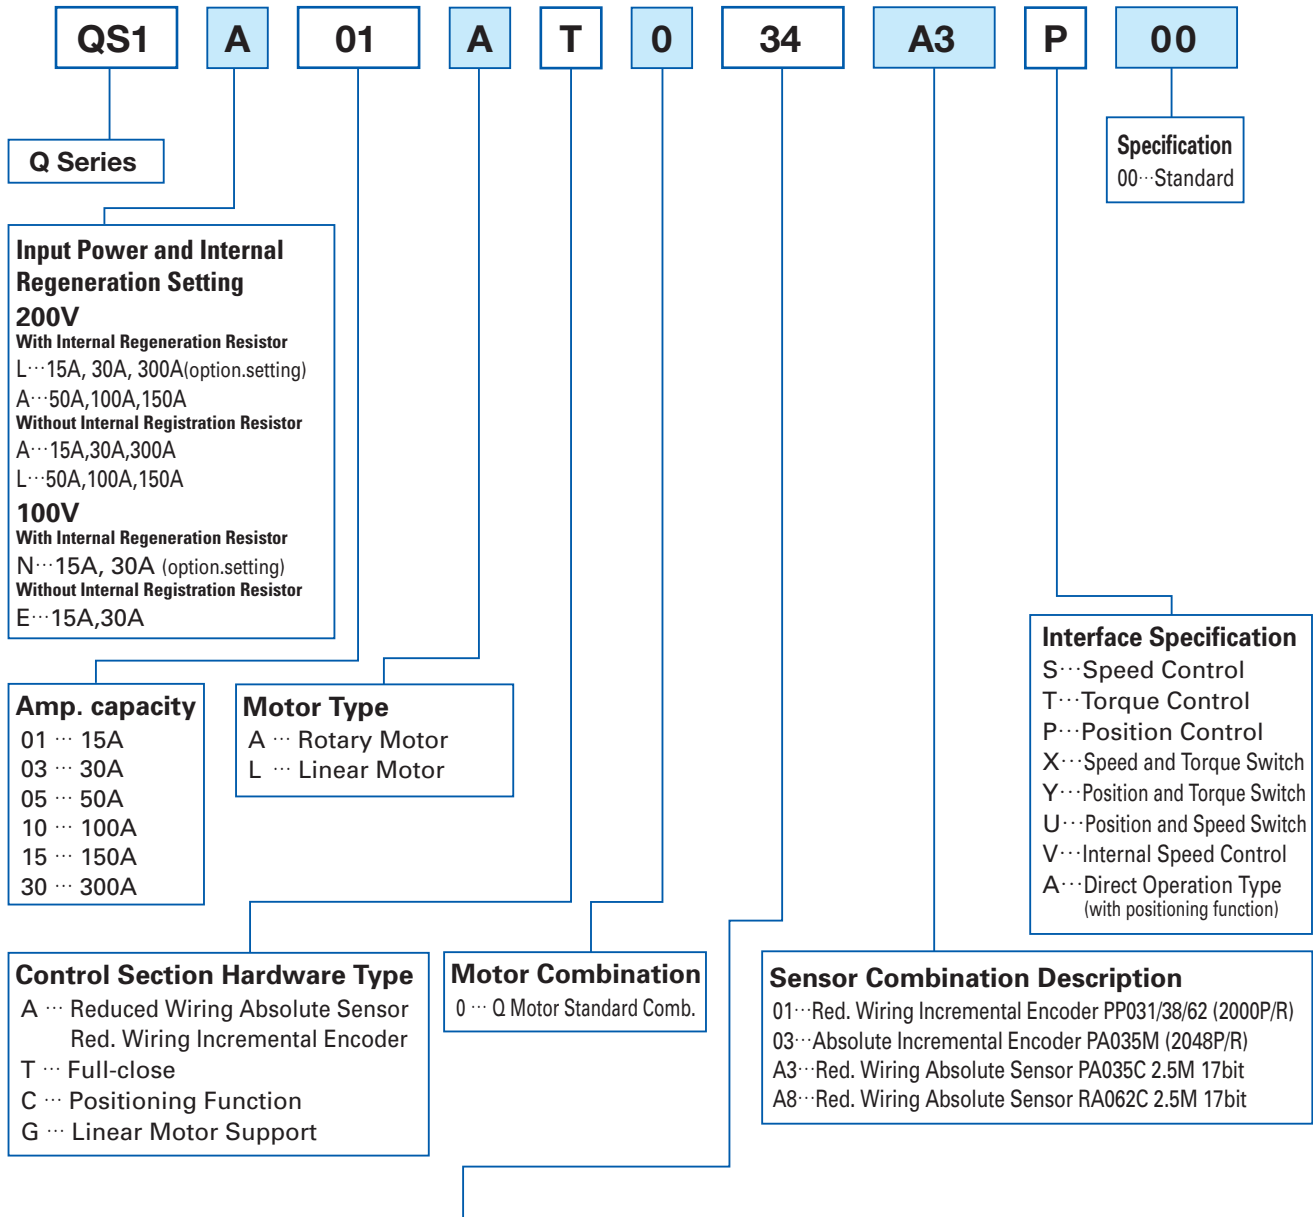 QS1 A 01 A T 0 34 A3 P 00
Q Series
Specification
00···Standard
Input Power and Internal
Regeneration Setting
200V
With Internal Regeneration Resistor
L···15A, 30A, 300A(option.setting)
A···50A,100A,150A
Without Internal Registration Resistor
A···15A,30A,300A
L···50A,100A,150A
100V
With Internal Regeneration Resistor
N···15A, 30A (option.setting)
Without Internal Registration Resistor
E···15A,30A
Amp. capacity
01 ··· 15A
03 ··· 30A
05 ··· 50A
10 ··· 100A
15 ··· 150A
30 ··· 300A
Motor Type
A ··· Rotary Motor
L ··· Linear Motor
Interface Specification
S···Speed Control
T···Torque Control
P···Position Control
X···Speed and Torque Switch
Y···Position and Torque Switch
U···Position and Speed Switch
V···Internal Speed Control
A···Direct Operation Type
(with positioning function)
Control Section Hardware Type
A ··· Reduced Wiring Absolute Sensor
Red. Wiring Incremental Encoder
T ··· Full-close
C ··· Positioning Function
G ··· Linear Motor Support
Motor Combination
0 ··· Q Motor Standard Comb.
Sensor Combination Description
01···Red. Wiring Incremental Encoder PP031/38/62 (2000P/R)
03···Absolute Incremental Encoder PA035M (2048P/R)
A3···Red. Wiring Absolute Sensor PA035C 2.5M 17bit
A8···Red. Wiring Absolute Sensor RA062C 2.5M 17bit